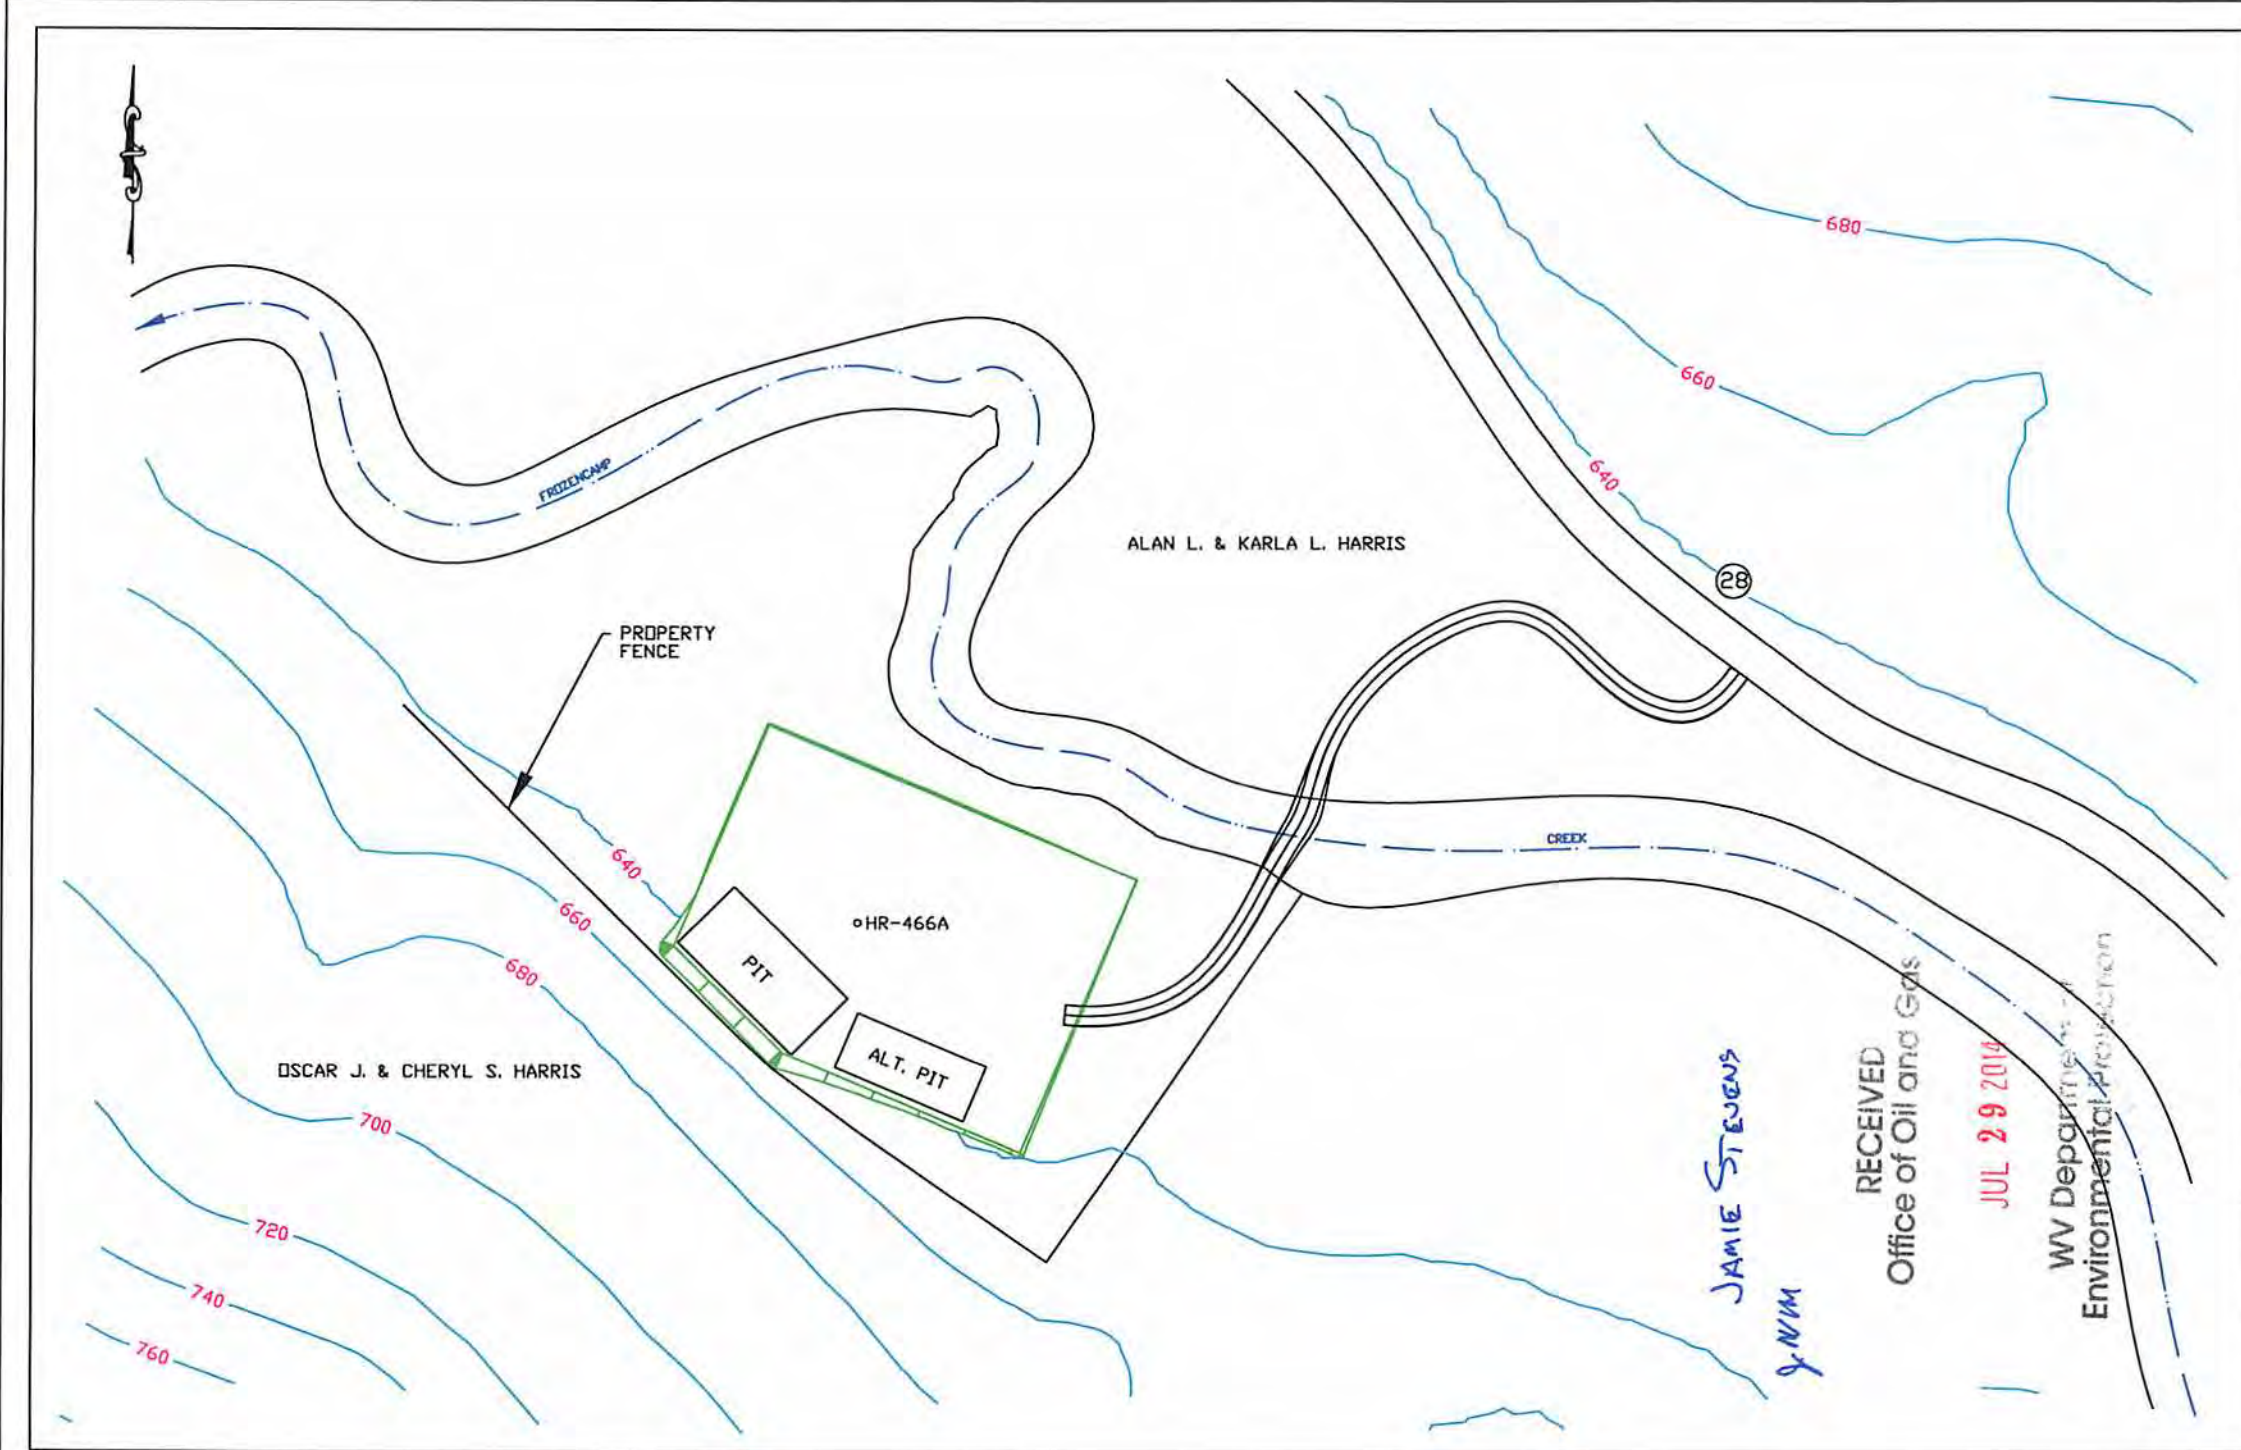 680
660
640
FROZENCAMP
ALAN L. & KARLA L. HARRIS
28
PROPERTY
FENCE
CREEK
640
660
HR-466A
PIT
680
ALT. PIT
OSCAR J. & CHERYL S. HARRIS
700
720
740
760
JAMIE STEVENS
RECEIVED
Office of Oil and Gas
JUL 29 2014
WV Department of
Environmental Protection